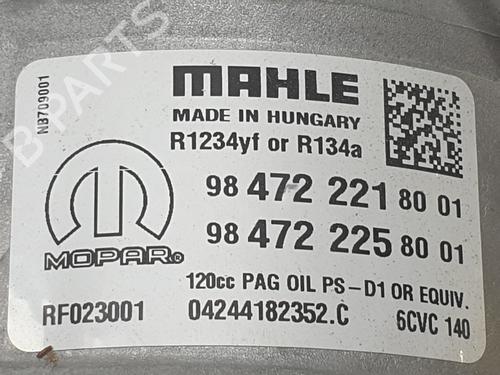 MAHLE
MADE IN HUNGARY
R1234yf or R134a
NB709001
98 472 221 80 01
98 472 225 80 01
MOPAR®
120cc PAG OIL PS-D1 OR EQUIV.
RF023001 04244182352.C 6CVC 140
B-PARTS